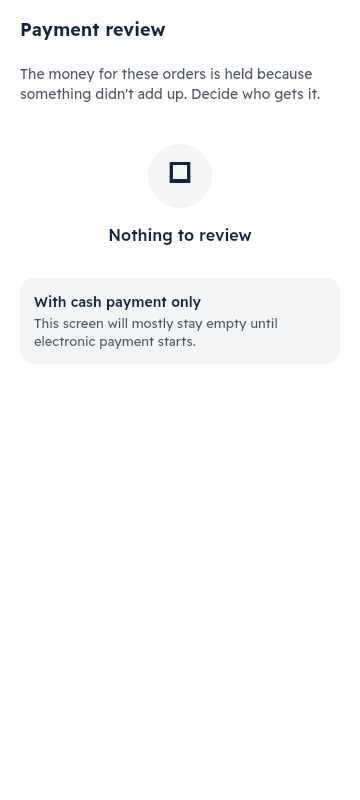 Payment review
The money for these orders is held because
something didn't add up. Decide who gets it.
Nothing to review
With cash payment only
This screen will mostly stay empty until
electronic payment starts.